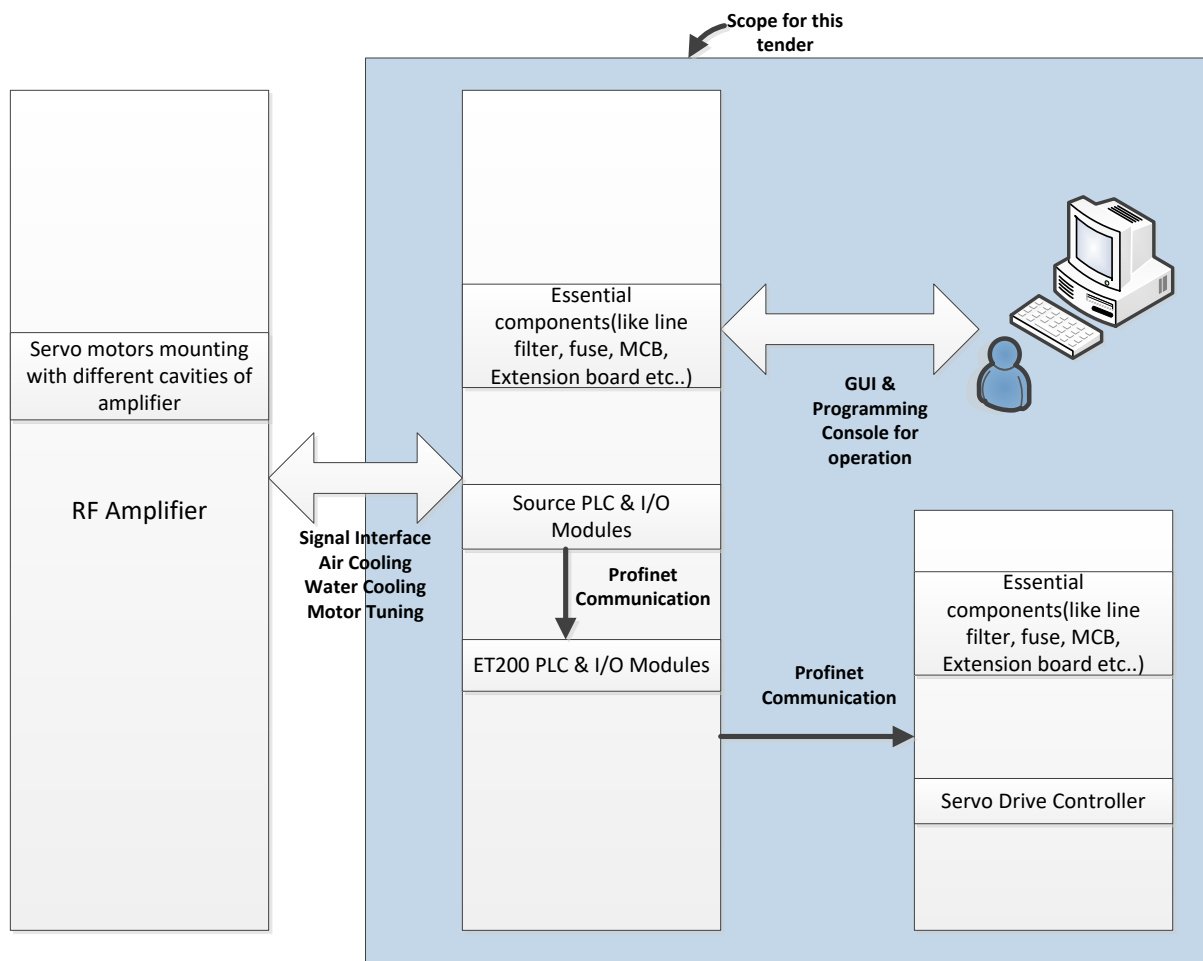 Scope for this
tender
Servo motors mounting
with different cavities of
amplifier
RF Amplifier
Signal Interface
Air Cooling
Water Cooling
Motor Tuning
Essential
components(like line
filter, fuse, MCB,
Extension board etc..)
Source PLC & I/O
Modules
Profinet
Communication
ET200 PLC & I/O Modules
GUI &
Programming
Console for
operation
Profinet
Communication
Essential
components(like line
filter, fuse, MCB,
Extension board etc..)
Servo Drive Controller